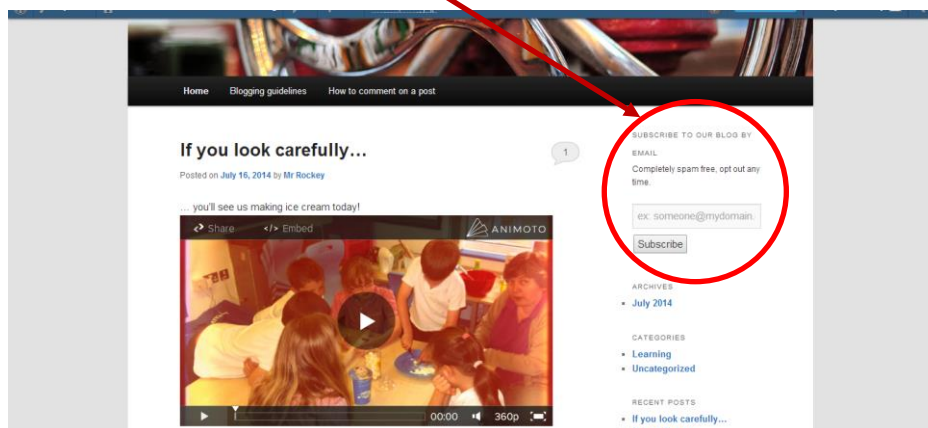 Home Blogging guidelines How to comment on a post
If you look carefully…
1
Posted on July 16, 2014 by Mr Rockey
… you'll see us making ice cream today!
Share </> Embed
ANIMOTO
00:00 360p
SUBSCRIBE TO OUR BLOG BY
EMAIL
Completely spam free, opt out any
time.
ex: someone@mydomain.
Subscribe
ARCHIVES
July 2014
CATEGORIES
Learning
Uncategorized
RECENT POSTS
If you look carefully…